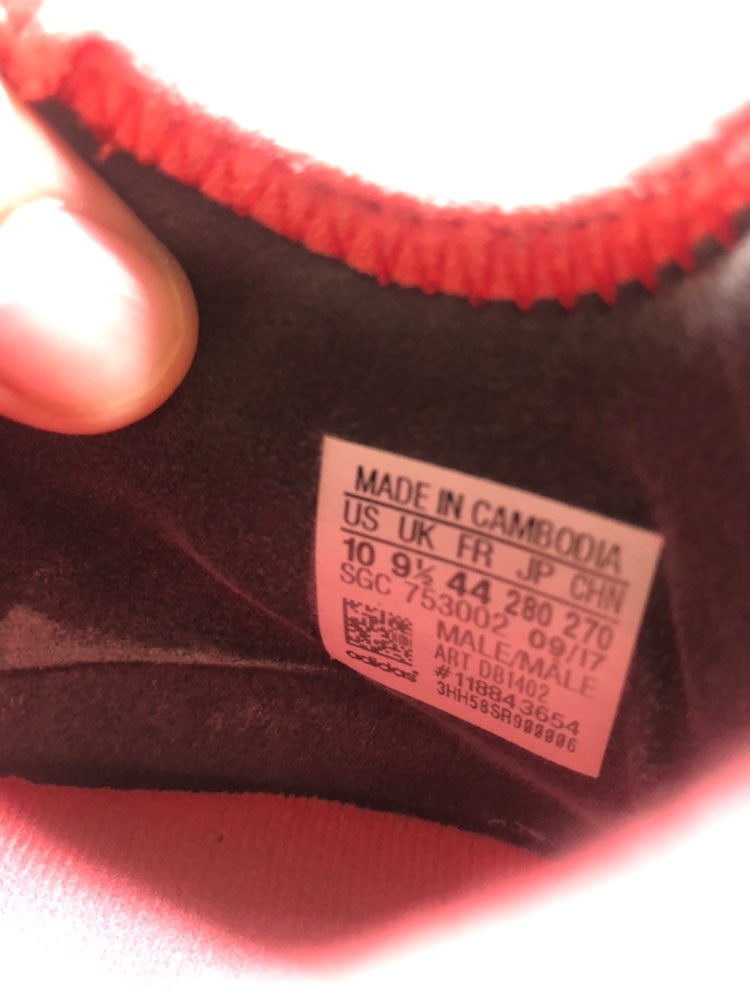 MADE IN CAMBODIA
US UK FR JP CHN
10 9½ 44 280 270
SGC 753002 09/17
MALE/MÂLE
ART DB1402
#118843654
3HH58SR900006
adidas